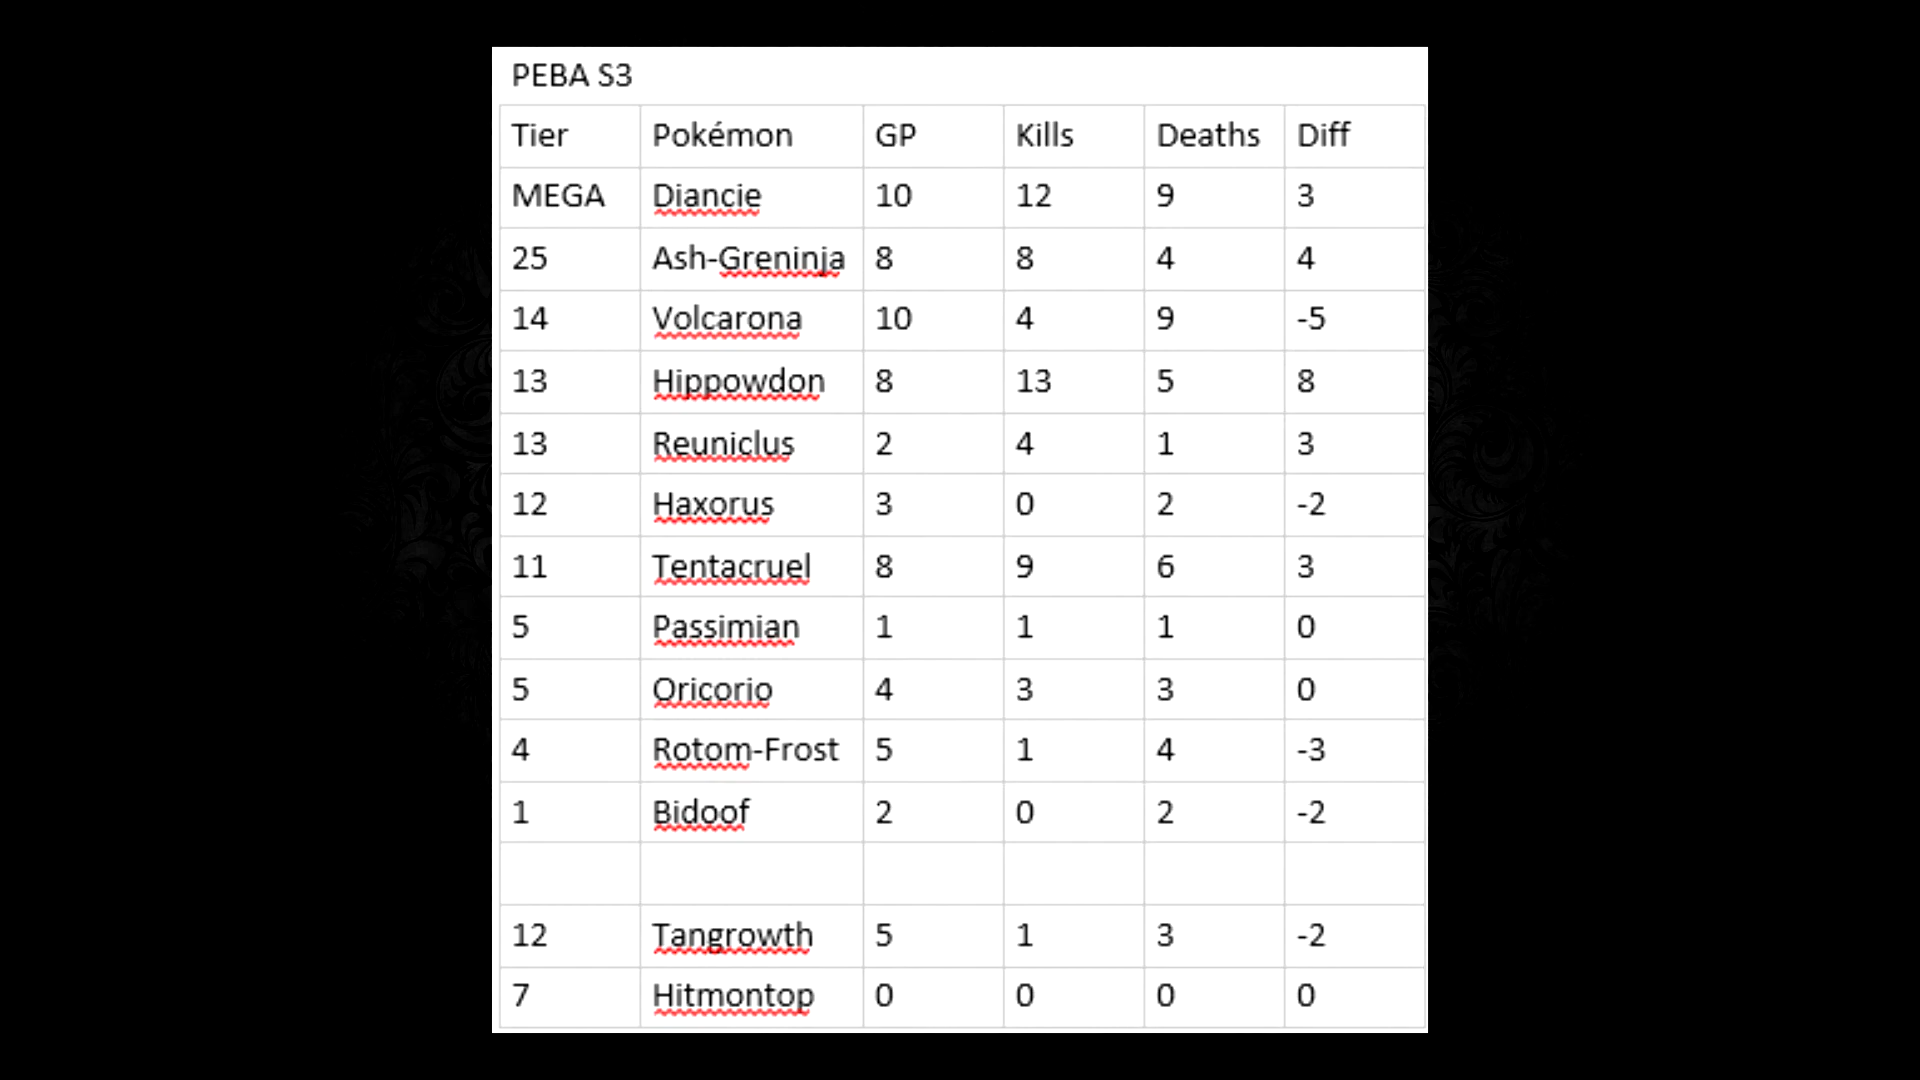 PEBA S3
Tier Pokémon GP Kills Deaths Diff
MEGA Diancie 10 12 9 3
25 Ash-Greninja 8 8 4 4
14 Volcarona 10 4 9 -5
13 Hippowdon 8 13 5 8
13 Reuniclus 2 4 1 3
12 Haxorus 3 0 2 -2
11 Tentacruel 8 9 6 3
5 Passimian 1 1 1 0
5 Oricorio 4 3 3 0
4 Rotom-Frost 5 1 4 -3
1 Bidoof 2 0 2 -2
12 Tangrowth 5 1 3 -2
7 Hitmontop 0 0 0 0